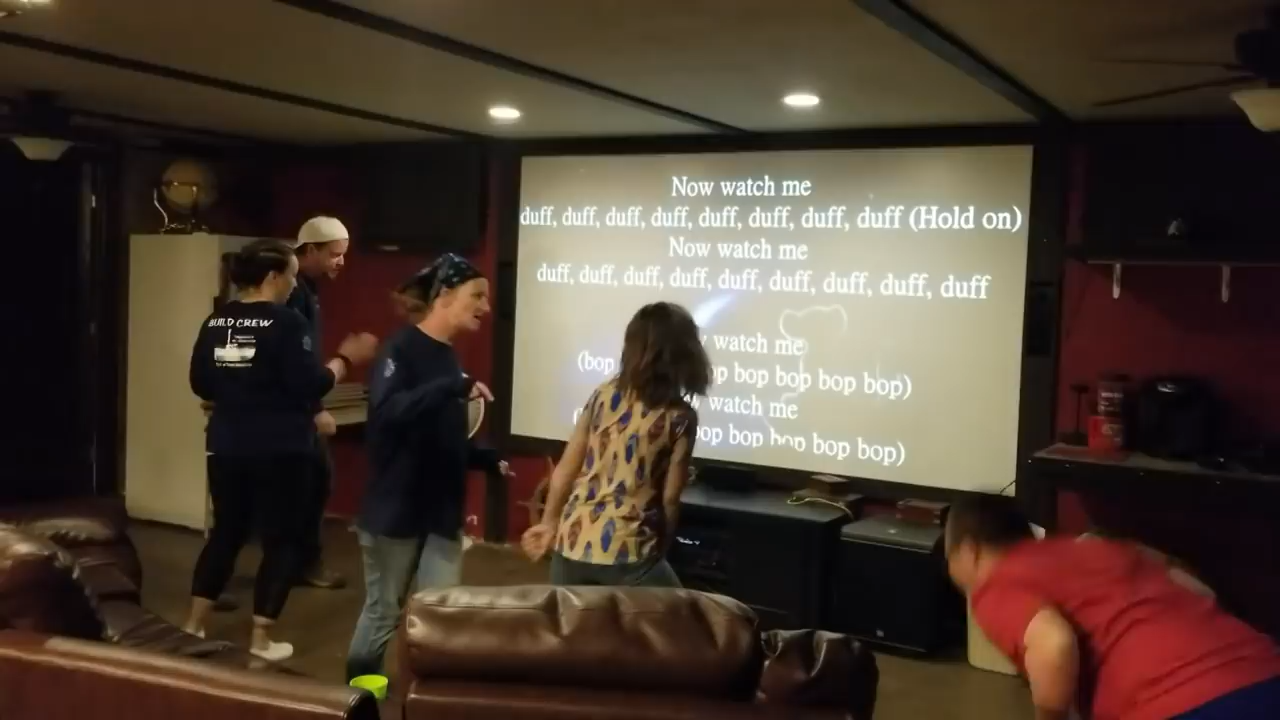 Now watch me
duff, duff, duff, duff, duff, duff, duff, duff (Hold on)
Now watch me
duff, duff, duff, duff, duff, duff, duff, duff, duff
watch me
(bop bop bop bop bop bop)
watch me
bop bop bop bop bop)
BUILD CREW